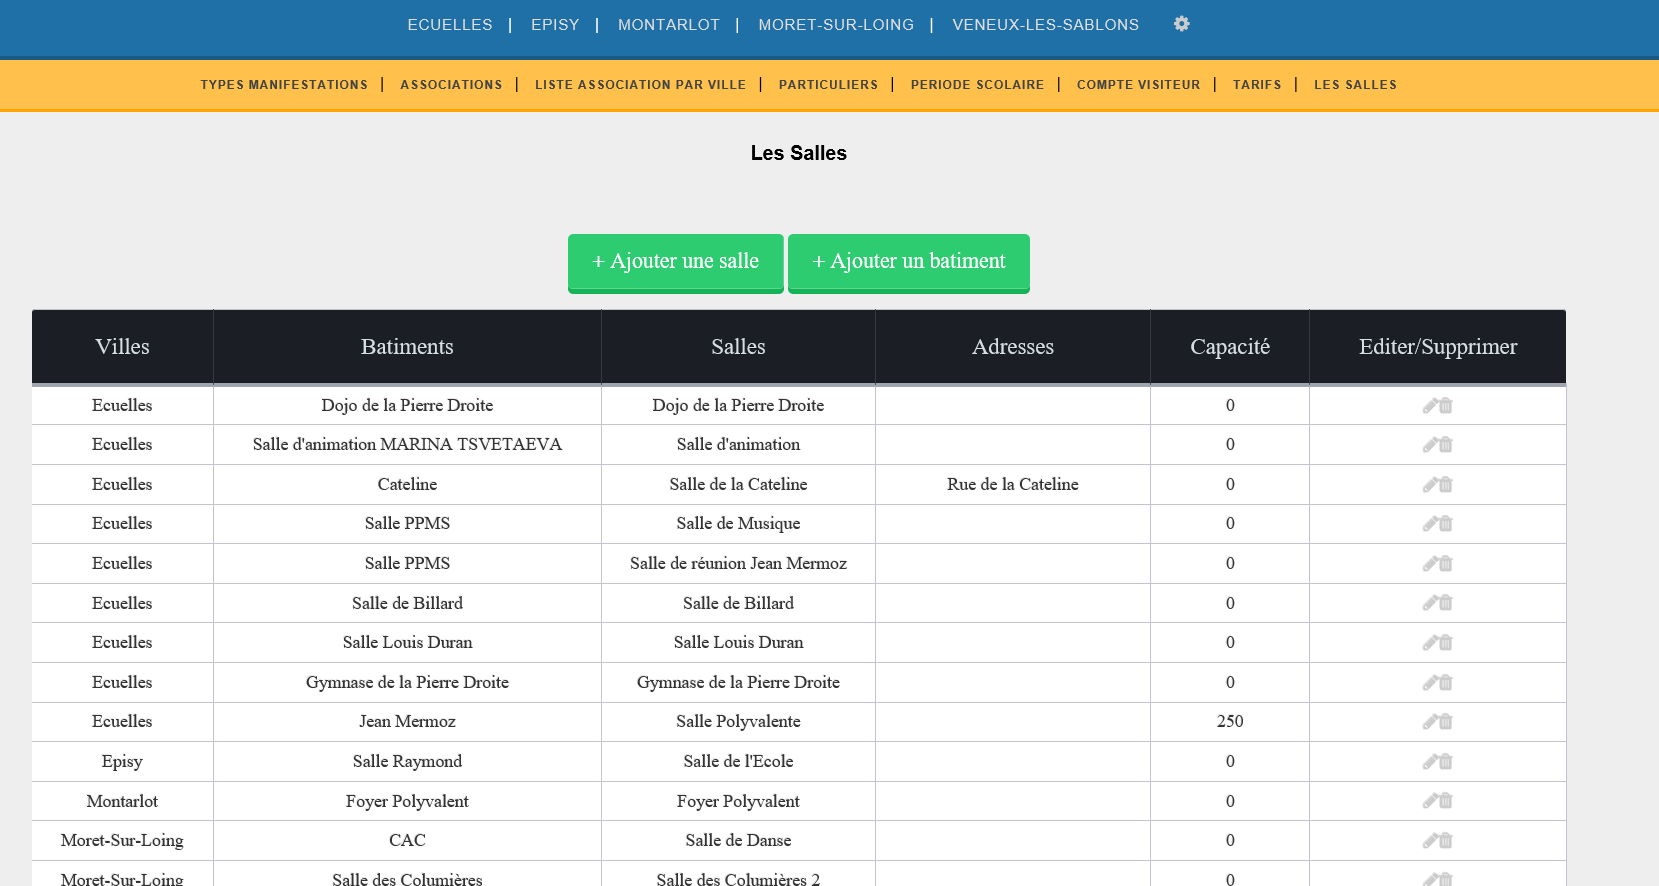 ECUELLES | EPISY | MONTARLOT | MORET-SUR-LOING | VENEUX-LES-SABLONS
TYPES MANIFESTATIONS | ASSOCIATIONS | LISTE ASSOCIATION PAR VILLE | PARTICULIERS | PERIODE SCOLAIRE | COMPTE VISITEUR | TARIFS | LES SALLES
Les Salles
+ Ajouter une salle + Ajouter un batiment
Villes Batiments Salles Adresses Capacité Editer/Supprimer
Ecuelles Dojo de la Pierre Droite Dojo de la Pierre Droite 0
Ecuelles Salle d'animation MARINA TSVETAEVA Salle d'animation 0
Ecuelles Cateline Salle de la Cateline Rue de la Cateline 0
Ecuelles Salle PPMS Salle de Musique 0
Ecuelles Salle PPMS Salle de réunion Jean Mermoz 0
Ecuelles Salle de Billard Salle de Billard 0
Ecuelles Salle Louis Duran Salle Louis Duran 0
Ecuelles Gymnase de la Pierre Droite Gymnase de la Pierre Droite 0
Ecuelles Jean Mermoz Salle Polyvalente 250
Episy Salle Raymond Salle de l'Ecole 0
Montarlot Foyer Polyvalent Foyer Polyvalent 0
Moret-Sur-Loing CAC Salle de Danse 0
Moret-Sur-Loing Salle des Columières Salle des Columières 2 0